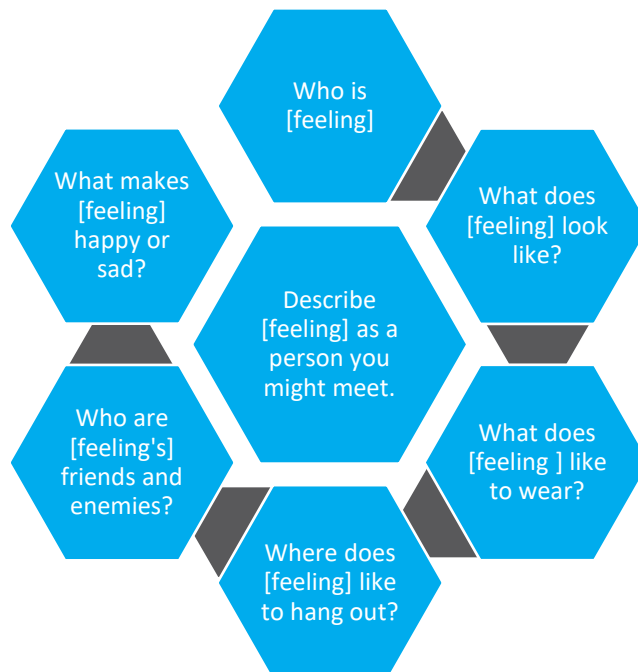 Who is
[feeling]
What does
[feeling] look
like?
What does
[feeling ] like
to wear?
Where does
[feeling] like
to hang out?
Who are
[feeling's]
friends and
enemies?
What makes
[feeling]
happy or
sad?
Describe
[feeling] as a
person you
might meet.